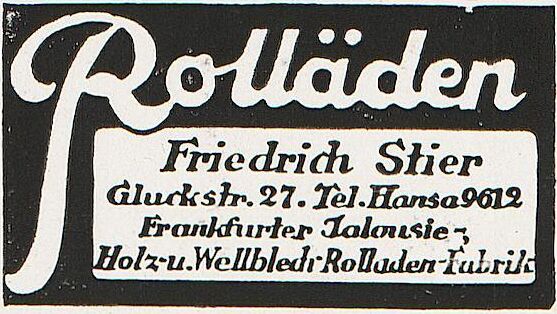 Rolläden
Friedrich Stier
Gluckstr. 27. Tel. Hansa 9612
Frankfurter Jalousie-,
Holz-u. Wellblech-Rolladen-Fabrik